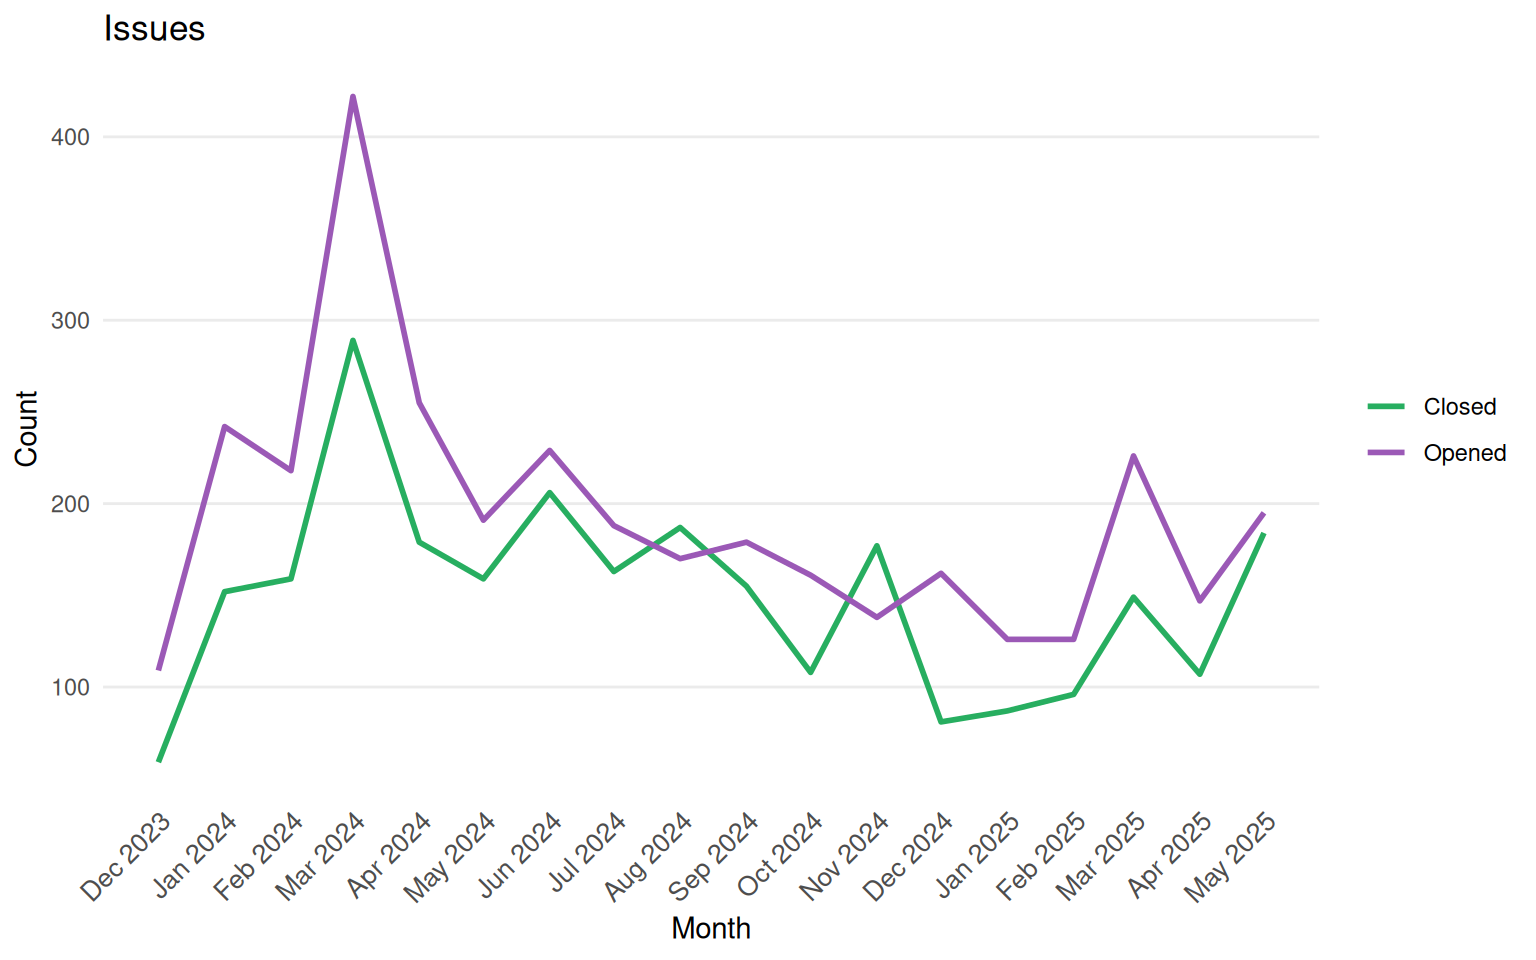 Issues
400
300
200
100
Count
Dec 2023
Jan 2024
Feb 2024
Mar 2024
Apr 2024
May 2024
Jun 2024
Jul 2024
Aug 2024
Sep 2024
Oct 2024
Nov 2024
Dec 2024
Jan 2025
Feb 2025
Mar 2025
Apr 2025
May 2025
Month
Closed
Opened